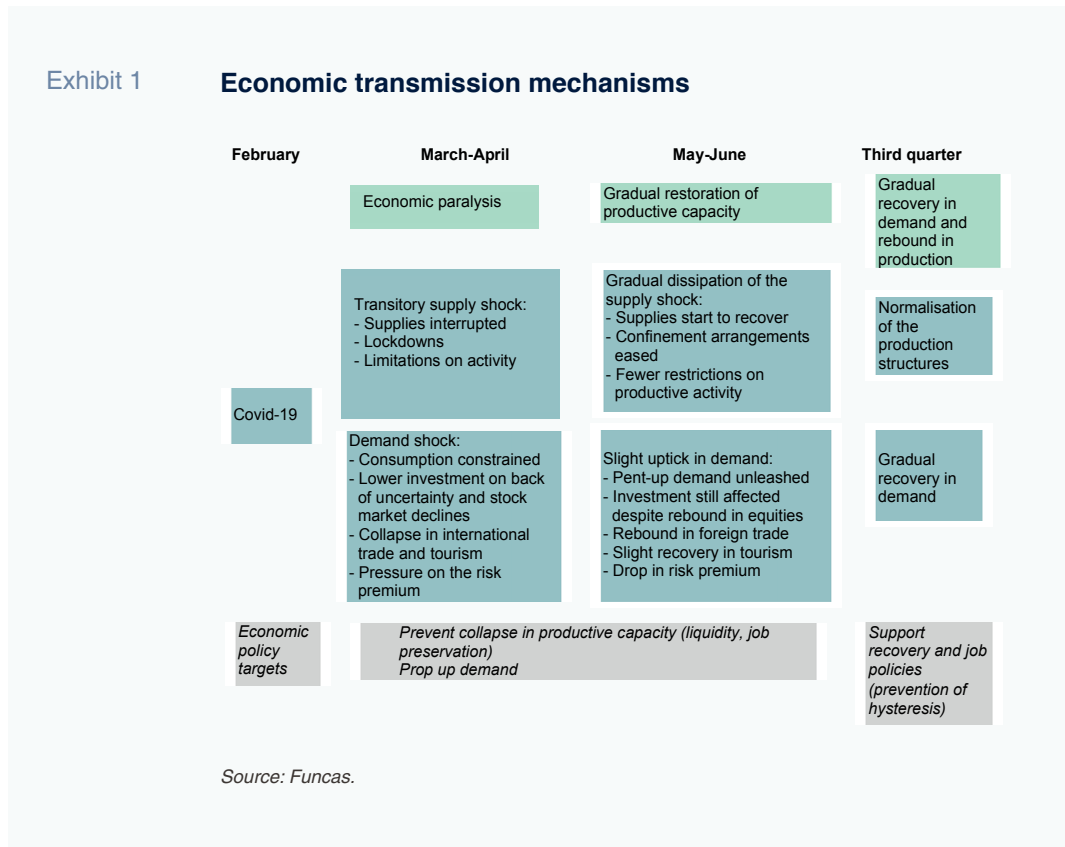 Exhibit 1
Economic transmission mechanisms
February
March-April
May-June
Third quarter
Economic paralysis
Gradual restoration of
productive capacity
Gradual
recovery in
demand and
rebound in
production
Transitory supply shock:
- Supplies interrupted
- Lockdowns
- Limitations on activity
Gradual dissipation of the
supply shock:
- Supplies start to recover
- Confinement arrangements
eased
- Fewer restrictions on
productive activity
Normalisation
of the
production
structures
Covid-19
Demand shock:
- Consumption constrained
- Lower investment on back
of uncertainty and stock
market declines
- Collapse in international
trade and tourism
- Pressure on the risk
premium
Slight uptick in demand:
- Pent-up demand unleashed
- Investment still affected
despite rebound in equities
- Rebound in foreign trade
- Slight recovery in tourism
- Drop in risk premium
Gradual
recovery in
demand
Economic
policy
targets
Prevent collapse in productive capacity (liquidity, job
preservation)
Prop up demand
Support
recovery and job
policies
(prevention of
hysteresis)
Source: Funcas.